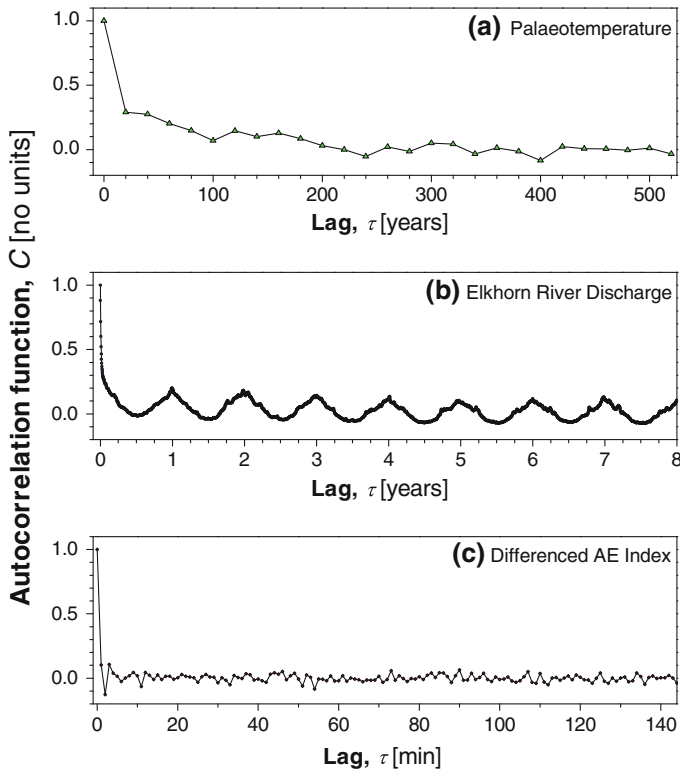 Autocorrelation function, C [no units]
(a) Palaeotemperature
1.0
0.5
0.0
0 100 200 300 400 500
Lag, τ [years]
(b) Elkhorn River Discharge
1.0
0.5
0.0
0 1 2 3 4 5 6 7 8
Lag, τ [years]
(c) Differenced AE Index
1.0
0.5
0.0
0 20 40 60 80 100 120 140
Lag, τ [min]